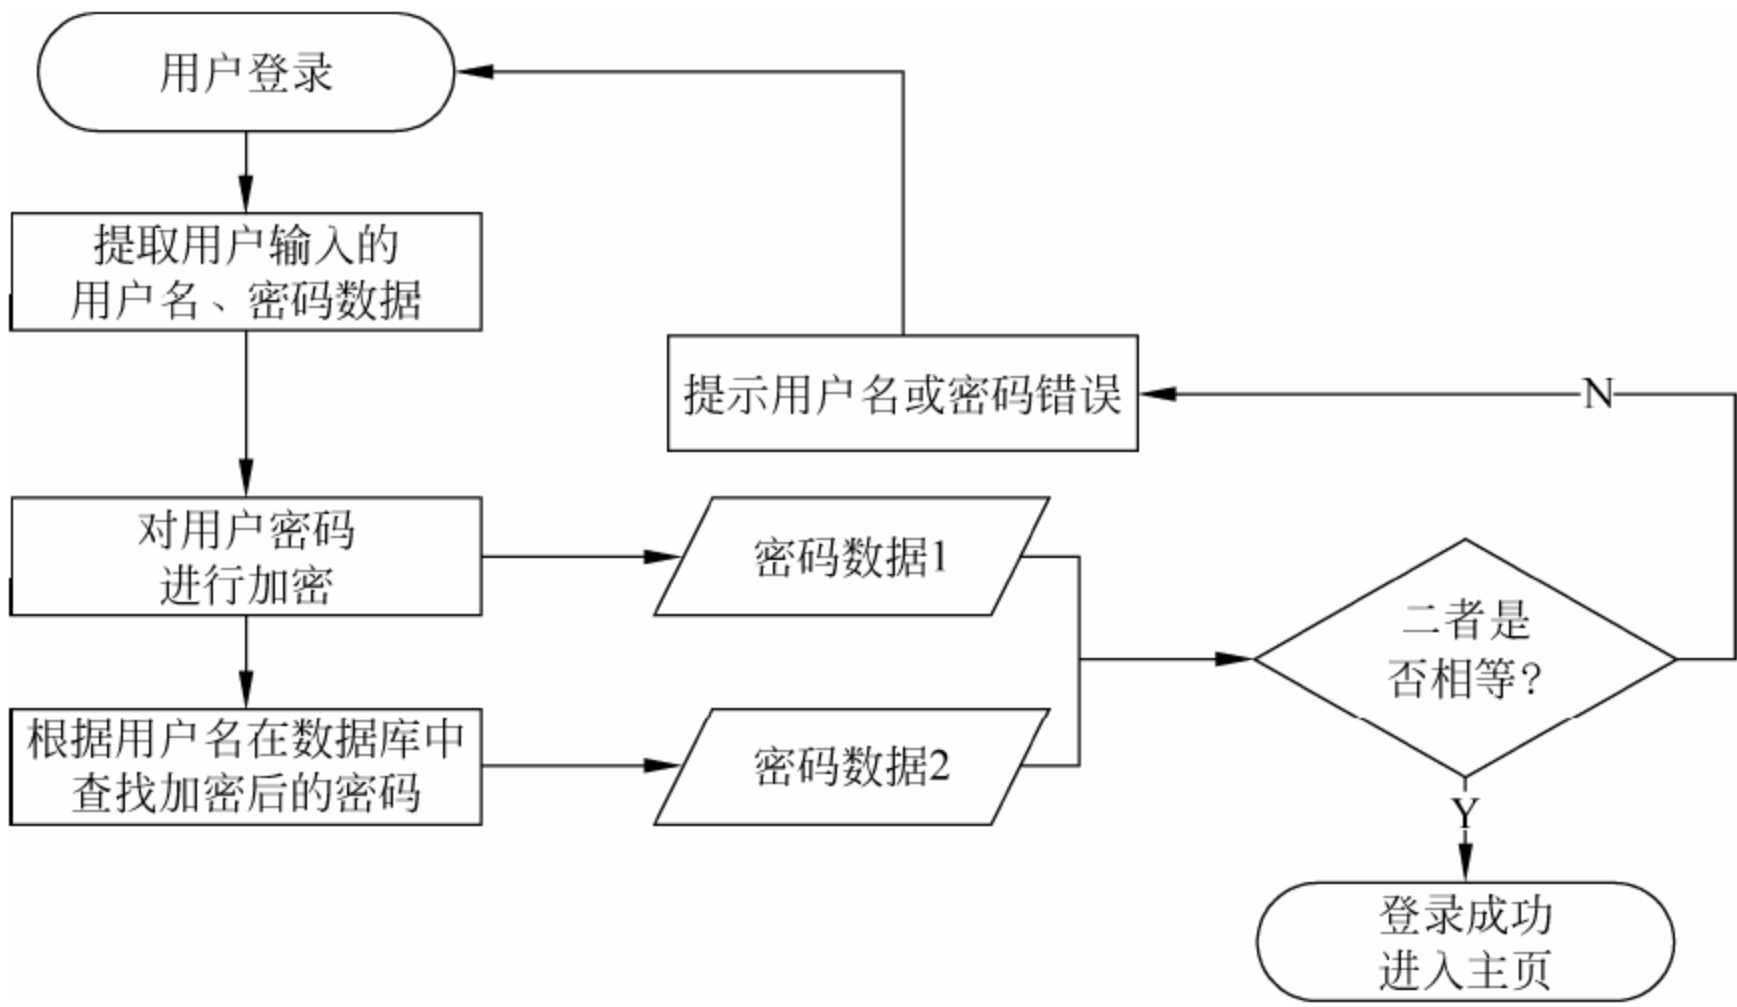 用户登录
提取用户输入的
用户名、密码数据
提示用户名或密码错误
N
对用户密码
进行加密
密码数据1
二者是
否相等?
根据用户名在数据库中
查找加密后的密码
密码数据2
Y
登录成功
进入主页